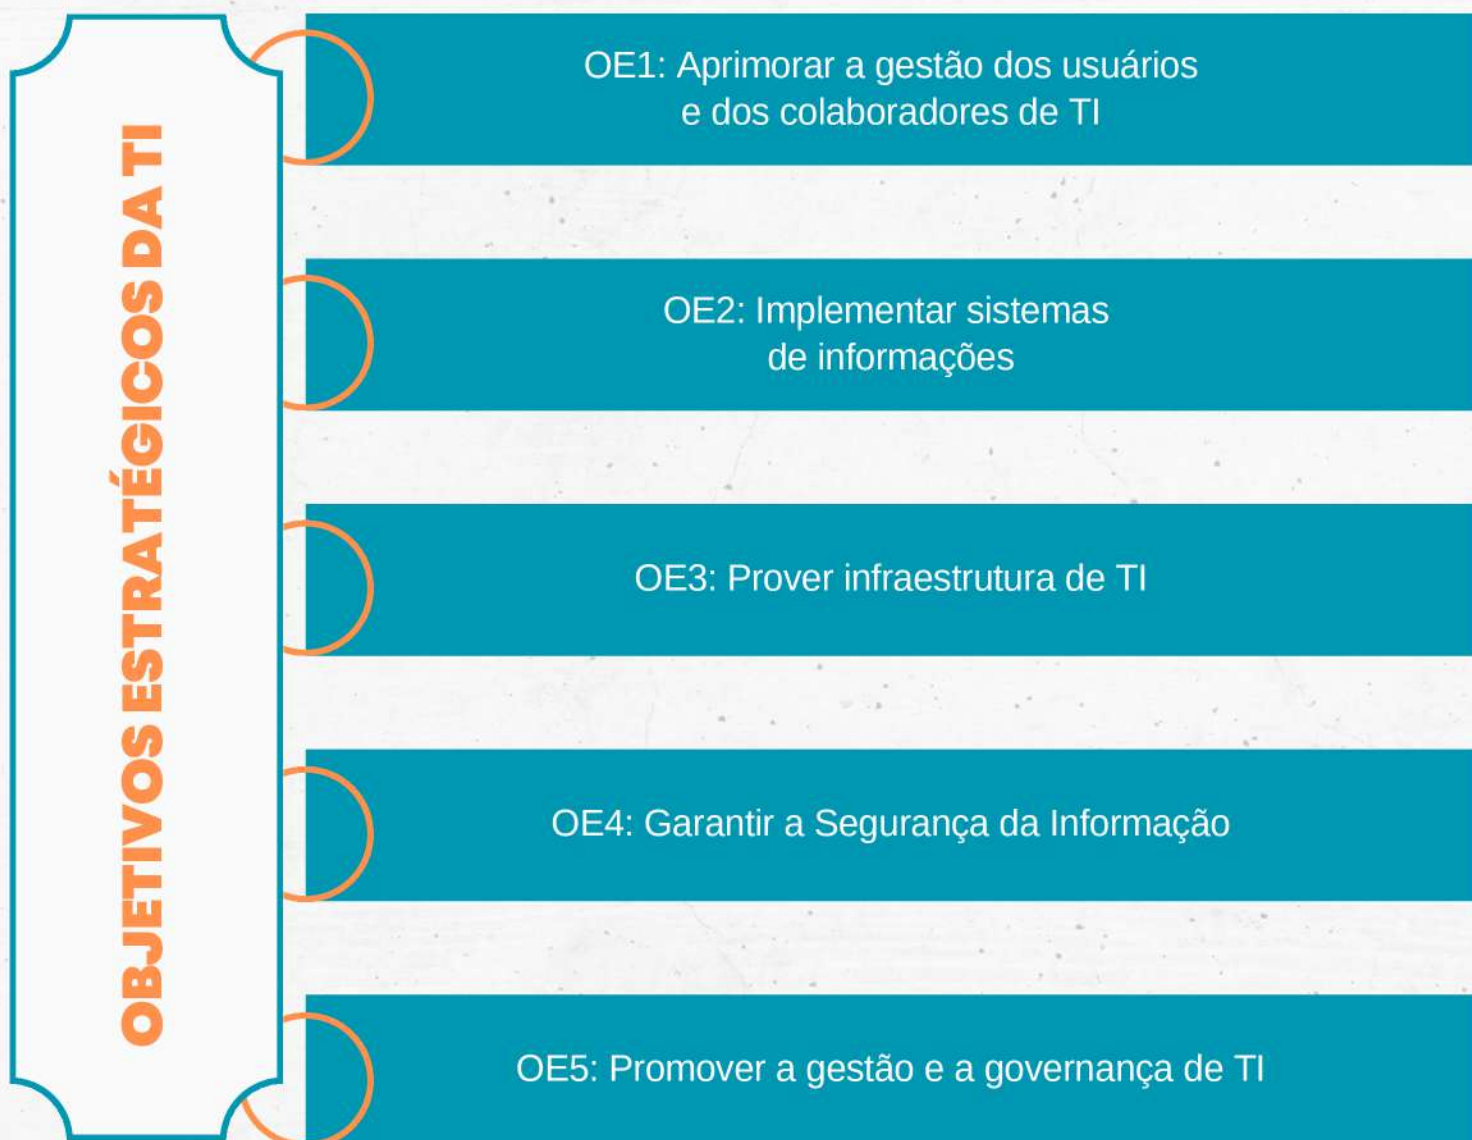 OBJETIVOS ESTRATÉGICOS DA TI
OE1: Aprimorar a gestão dos usuários
e dos colaboradores de TI
OE2: Implementar sistemas
de informações
OE3: Prover infraestrutura de TI
OE4: Garantir a Segurança da Informação
OE5: Promover a gestão e a governança de TI